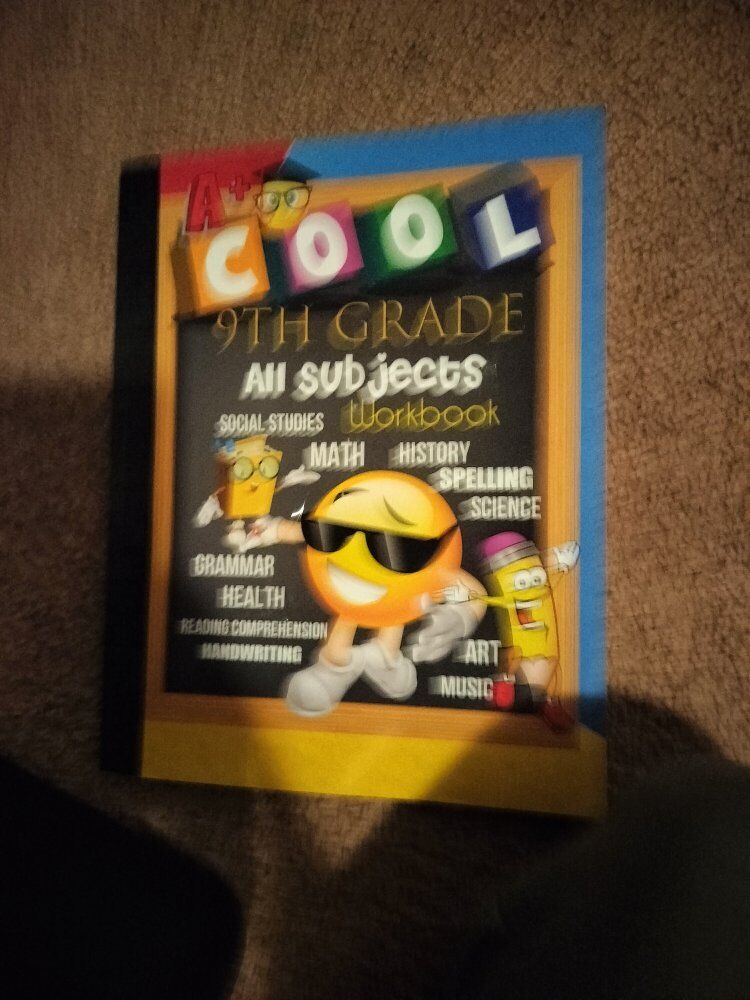 A+
COOL
9TH GRADE
All subjects
Workbook
SOCIAL STUDIES
MATH
HISTORY
SPELLING
SCIENCE
GRAMMAR
HEALTH
READING COMPREHENSION
HANDWRITING
ART
MUSIC